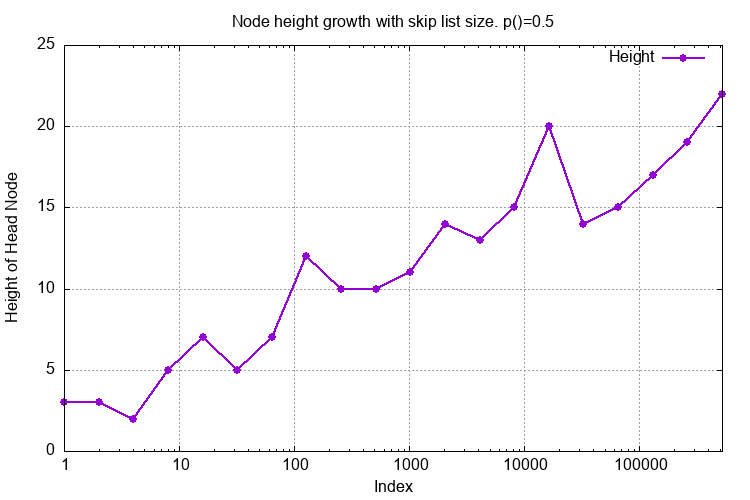 Node height growth with skip list size. p()=0.5
Height
25
20
15
10
5
0
Height of Head Node
1 10 100 1000 10000 100000
Index